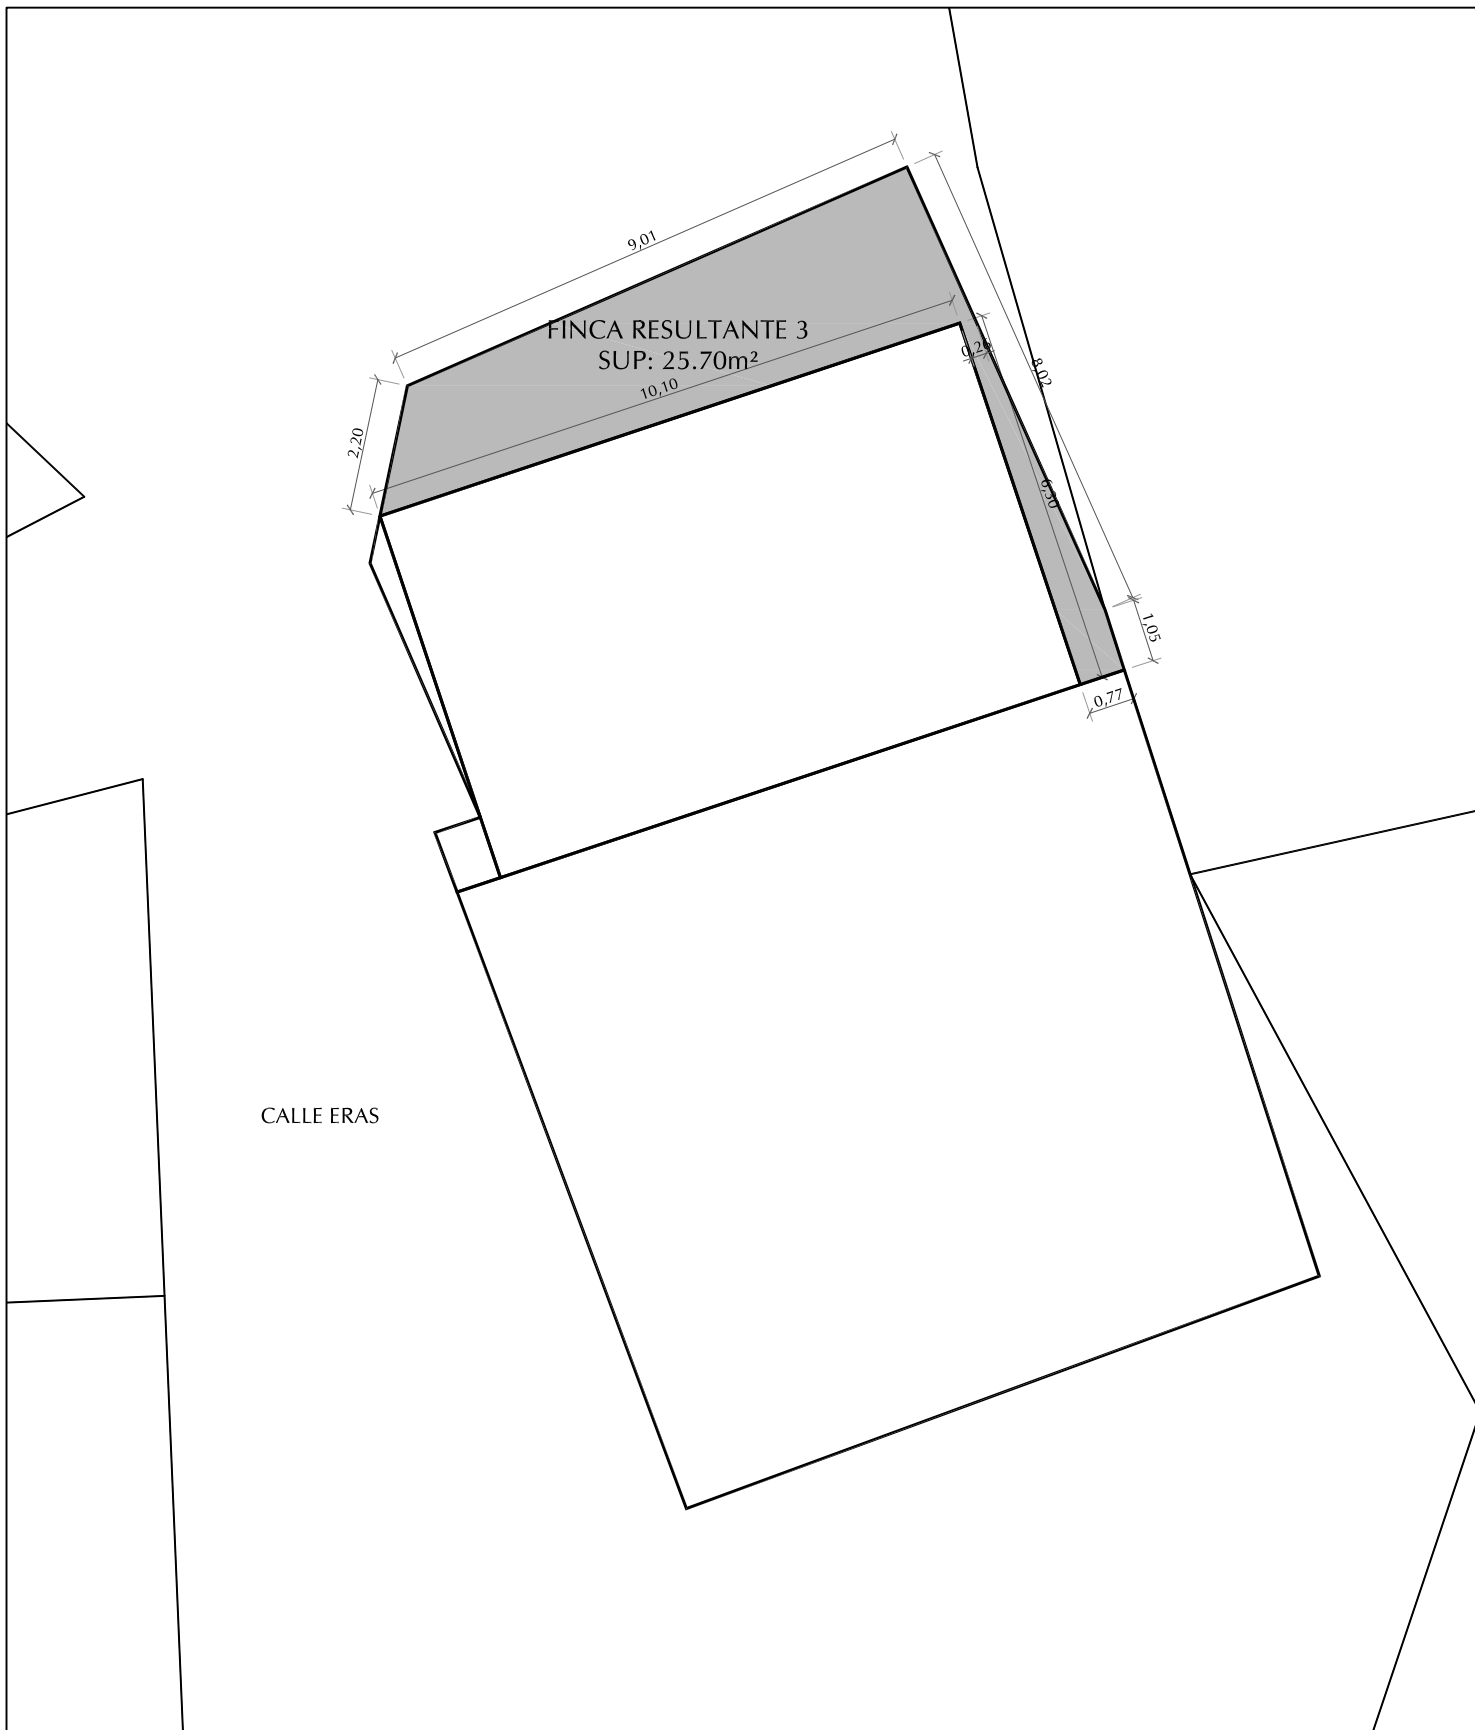 9,01
FINCA RESULTANTE 3
SUP: 25.70m²
0,26
8,02
10,10
2,20
6,30
1,05
0,77
CALLE ERAS